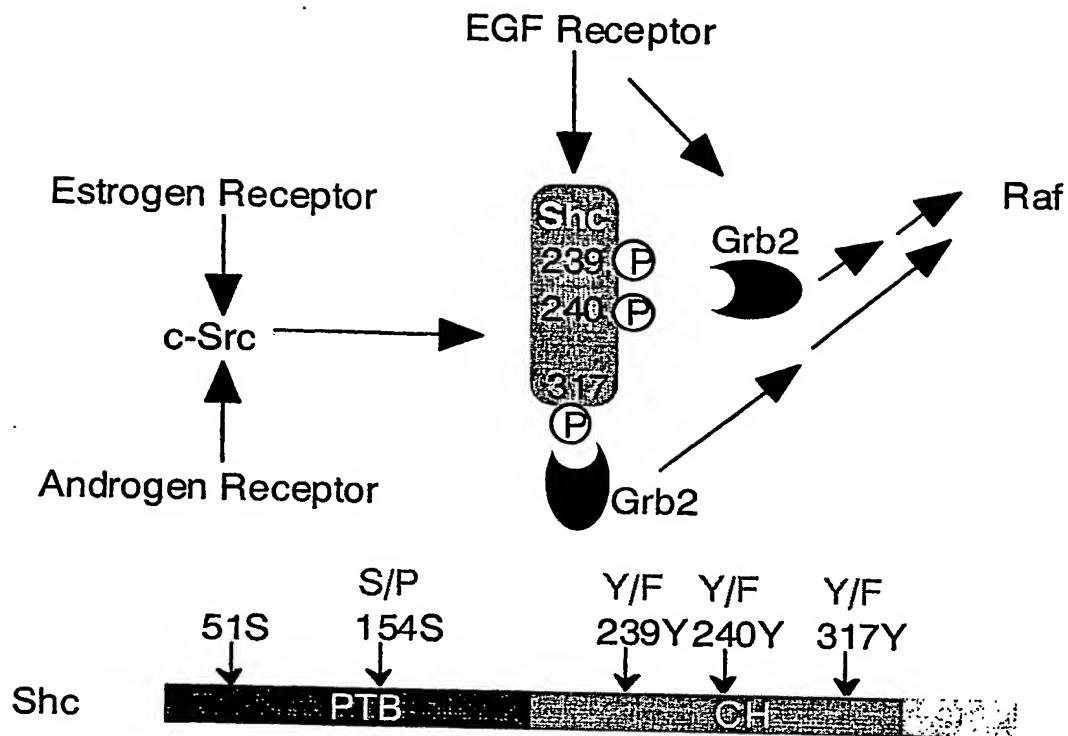 EGF Receptor
Estrogen Receptor
Raf
Shc
Grb2
239 P
240 P
c-Src
317
P
Androgen Receptor
Grb2
S/P Y/F Y/F Y/F
51S 154S 239Y 240Y 317Y
Shc PTB CH